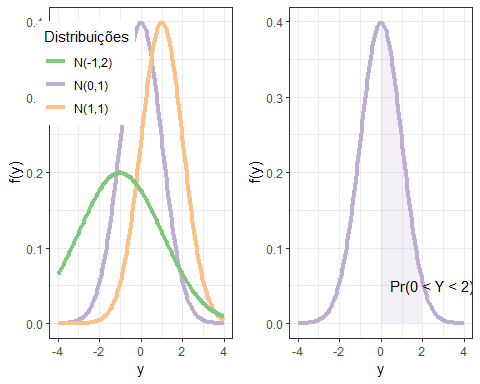 Distribuições
N(-1,2)
N(0,1)
N(1,1)
0.2
0.1
0.0
f(y)
-4 -2 0 2 4
y
0.4
0.3
0.2
0.1
0.0
f(y)
Pr(0 < Y < 2)
-4 -2 0 2 4
y